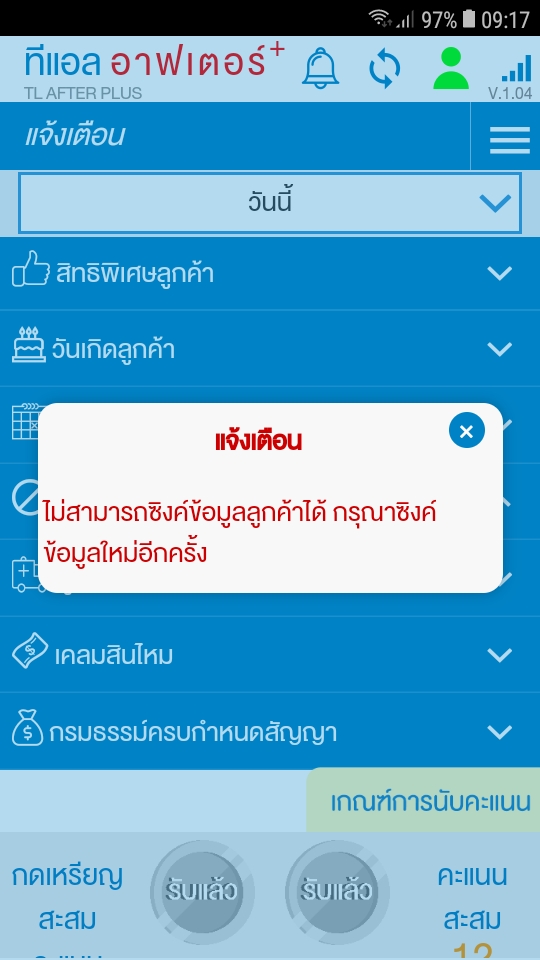 97% 09:17
ทีแอล อาฟเตอร์+
TL AFTER PLUS
V.1.04
แจ้งเตือน
วันนี้
สิทธิพิเศษลูกค้า
วันเกิดลูกค้า
แจ้งเตือน
ไม่สามารถซิงค์ข้อมูลลูกค้าได้ กรุณาซิงค์
ข้อมูลใหม่อีกครั้ง
เคลมสินไหม
กรมธรรม์ครบกำหนดสัญญา
เกณฑ์การนับคะแนน
กดเหรียญ
สะสม
รับแล้ว
รับแล้ว
คะแนน
สะสม
12